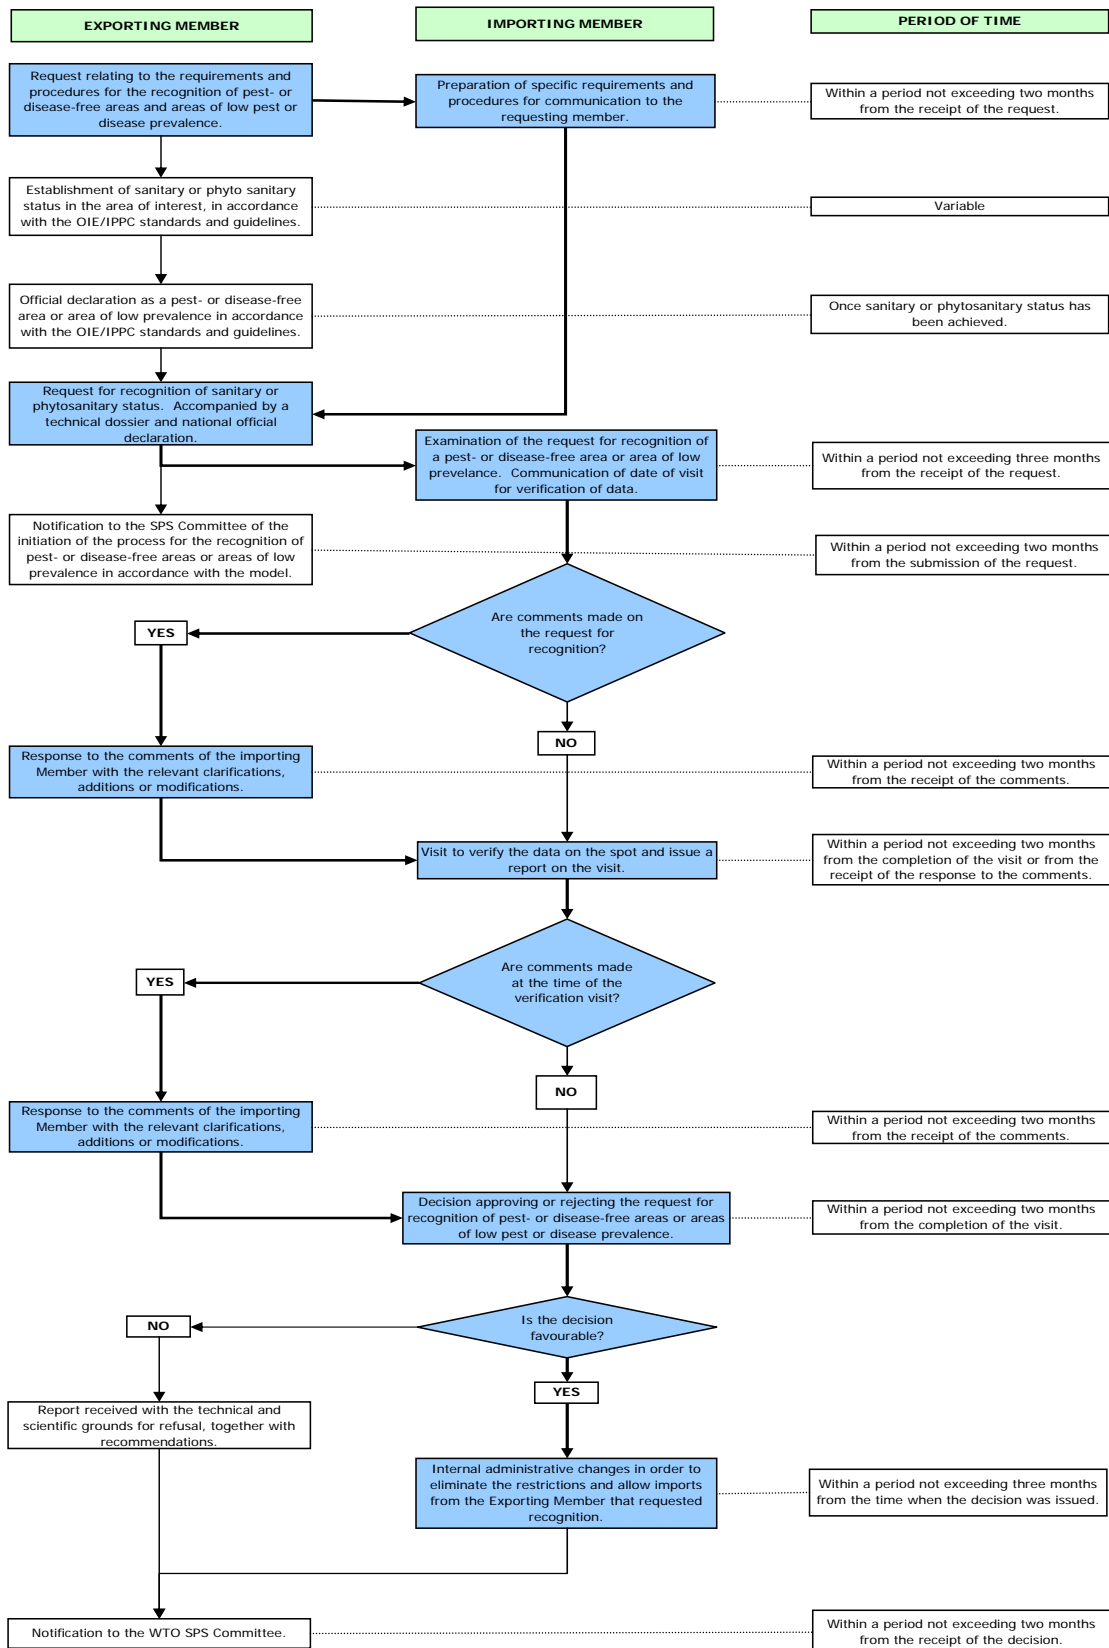 EXPORTING MEMBER
IMPORTING MEMBER
PERIOD OF TIME
Request relating to the requirements and
procedures for the recognition of pest- or
disease-free areas and areas of low pest or
disease prevalence.
Preparation of specific requirements and
procedures for communication to the
requesting member.
Within a period not exceeding two months
from the receipt of the request.
Establishment of sanitary or phyto sanitary
status in the area of interest, in accordance
with the OIE/IPPC standards and guidelines.
Variable
Official declaration as a pest- or disease-free
area or area of low prevalence in accordance
with the OIE/IPPC standards and guidelines.
Once sanitary or phytosanitary status has
been achieved.
Request for recognition of sanitary or
phytosanitary status.  Accompanied by a
technical dossier and national official
declaration.
Examination of the request for recognition of
a pest- or disease-free area or area of low
prevelance.  Communication of date of visit
for verification of data.
Within a period not exceeding three months
from the receipt of the request.
Notification to the SPS Committee of the
initiation of the process for the recognition of
pest- or disease-free areas or areas of low
prevalence in accordance with the model.
Within a period not exceeding two months
from the submission of the request.
Are comments made on
the request for
recognition?
YES
NO
Response to the comments of the importing
Member with the relevant clarifications,
additions or modifications.
Within a period not exceeding two months
from the receipt of the comments.
Visit to verify the data on the spot and issue a
report on the visit.
Within a period not exceeding two months
from the completion of the visit or from the
receipt of the response to the comments.
Are comments made
at the time of the
verification visit?
YES
NO
Response to the comments of the importing
Member with the relevant clarifications,
additions or modifications.
Within a period not exceeding two months
from the receipt of the comments.
Decision approving or rejecting the request for
recognition of pest- or disease-free areas or areas
of low pest or disease prevalence.
Within a period not exceeding two months
from the completion of the visit.
Is the decision
favourable?
NO
YES
Report received with the technical and
scientific grounds for refusal, together with
recommendations.
Internal administrative changes in order to
eliminate the restrictions and allow imports
from the Exporting Member that requested
recognition.
Within a period not exceeding three months
from the time when the decision was issued.
Notification to the WTO SPS Committee.
Within a period not exceeding two months
from the receipt of the decision.